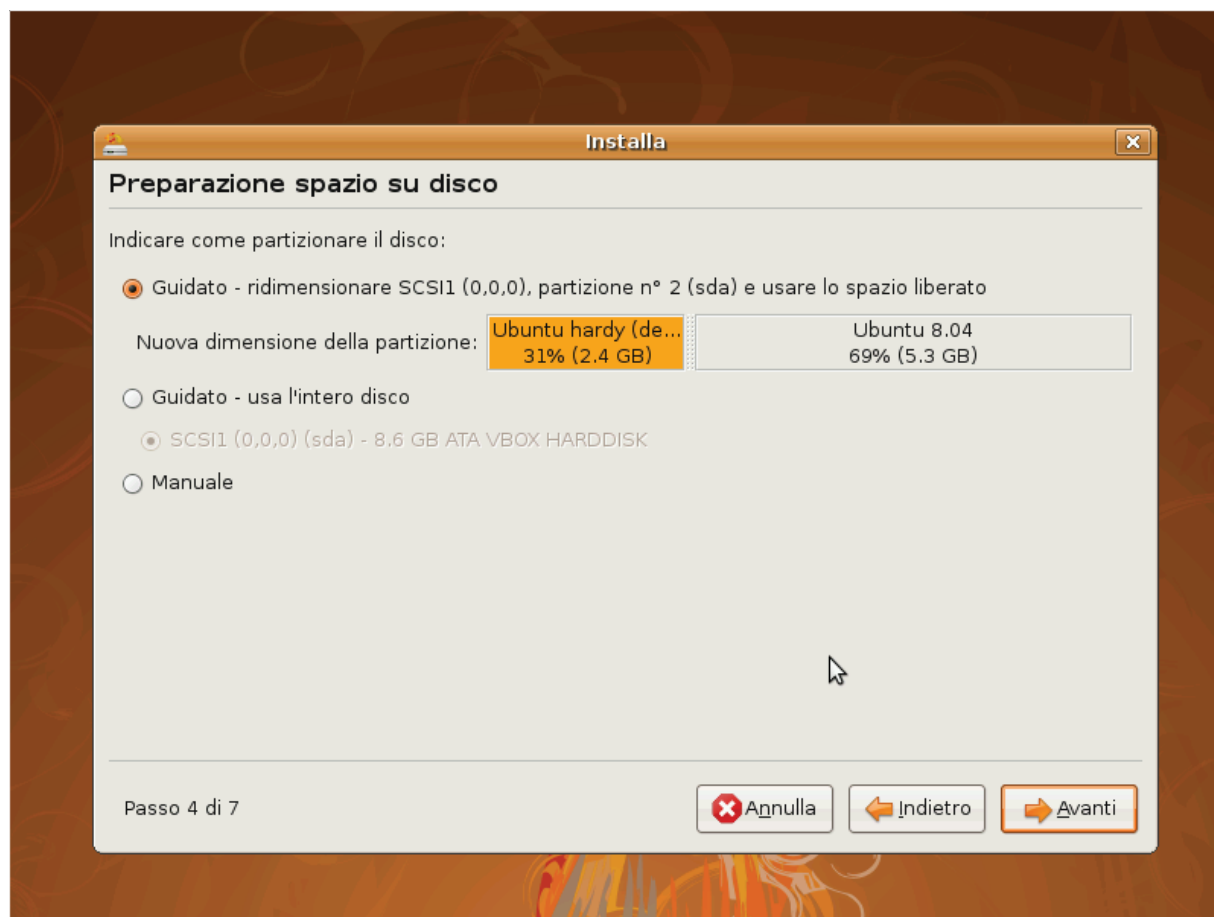 Installa
Preparazione spazio su disco
Indicare come partizionare il disco:
Guidato - ridimensionare SCSI1 (0,0,0), partizione n° 2 (sda) e usare lo spazio liberato
Nuova dimensione della partizione:
Ubuntu hardy (de...
31% (2.4 GB)
Ubuntu 8.04
69% (5.3 GB)
Guidato - usa l'intero disco
SCSI1 (0,0,0) (sda) - 8.6 GB ATA VBOX HARDDISK
Manuale
Passo 4 di 7
Annulla
Indietro
Avanti